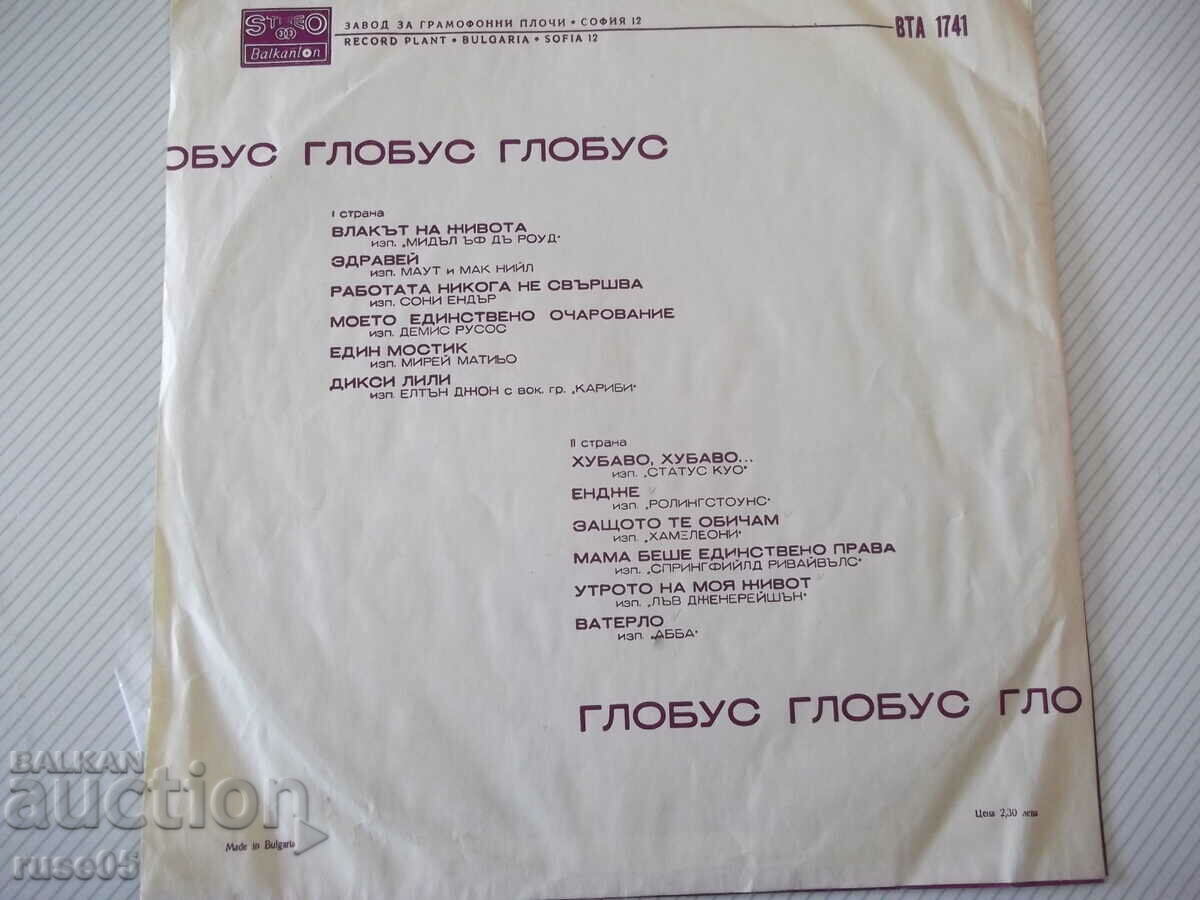 STEREO
33
Balkanton
ЗАВОД ЗА ГРАМОФОННИ ПЛОЧИ • СОФИЯ 12
RECORD PLANT • BULGARIA • SOFIA 12
ВТА 1741
ОБУС ГЛОБУС ГЛОБУС
I страна
ВЛАКЪТ НА ЖИВОТА
изп. „МИДЪЛ ЪФ ДЪ РОУД“
ЗДРАВЕЙ
изп. МАУТ и МАК НИЙЛ
РАБОТАТА НИКОГА НЕ СВЪРШВА
изп. СОНИ ЕНДЪР
МОЕТО ЕДИНСТВЕНО ОЧАРОВАНИЕ
изп. ДЕМИС РУСОС
ЕДИН МОСТИК
изп. МИРЕЙ МАТИЬО
ДИКСИ ЛИЛИ
изп. ЕЛТЪН ДЖОН с вок. гр. „КАРИБИ“
II страна
ХУБАВО, ХУБАВО...
изп. „СТАТУС КУО“
ЕНДЖЕ
изп. „РОЛИНГСТОУНС“
ЗАЩОТО ТЕ ОБИЧАМ
изп. „ХАМЕЛЕОНИ“
МАМА БЕШЕ ЕДИНСТВЕНО ПРАВА
изп. „СПРИНГФИЙЛД РИВАЙВЪЛС“
УТРОТО НА МОЯ ЖИВОТ
изп. „ЛЪВ ДЖЕНЕРЕЙШЪН“
ВАТЕРЛО
изп. „АББА“
ГЛОБУС ГЛОБУС ГЛО
Цена 2,30 лева
Made in Bulgaria
BALKAN
auction
ruse05